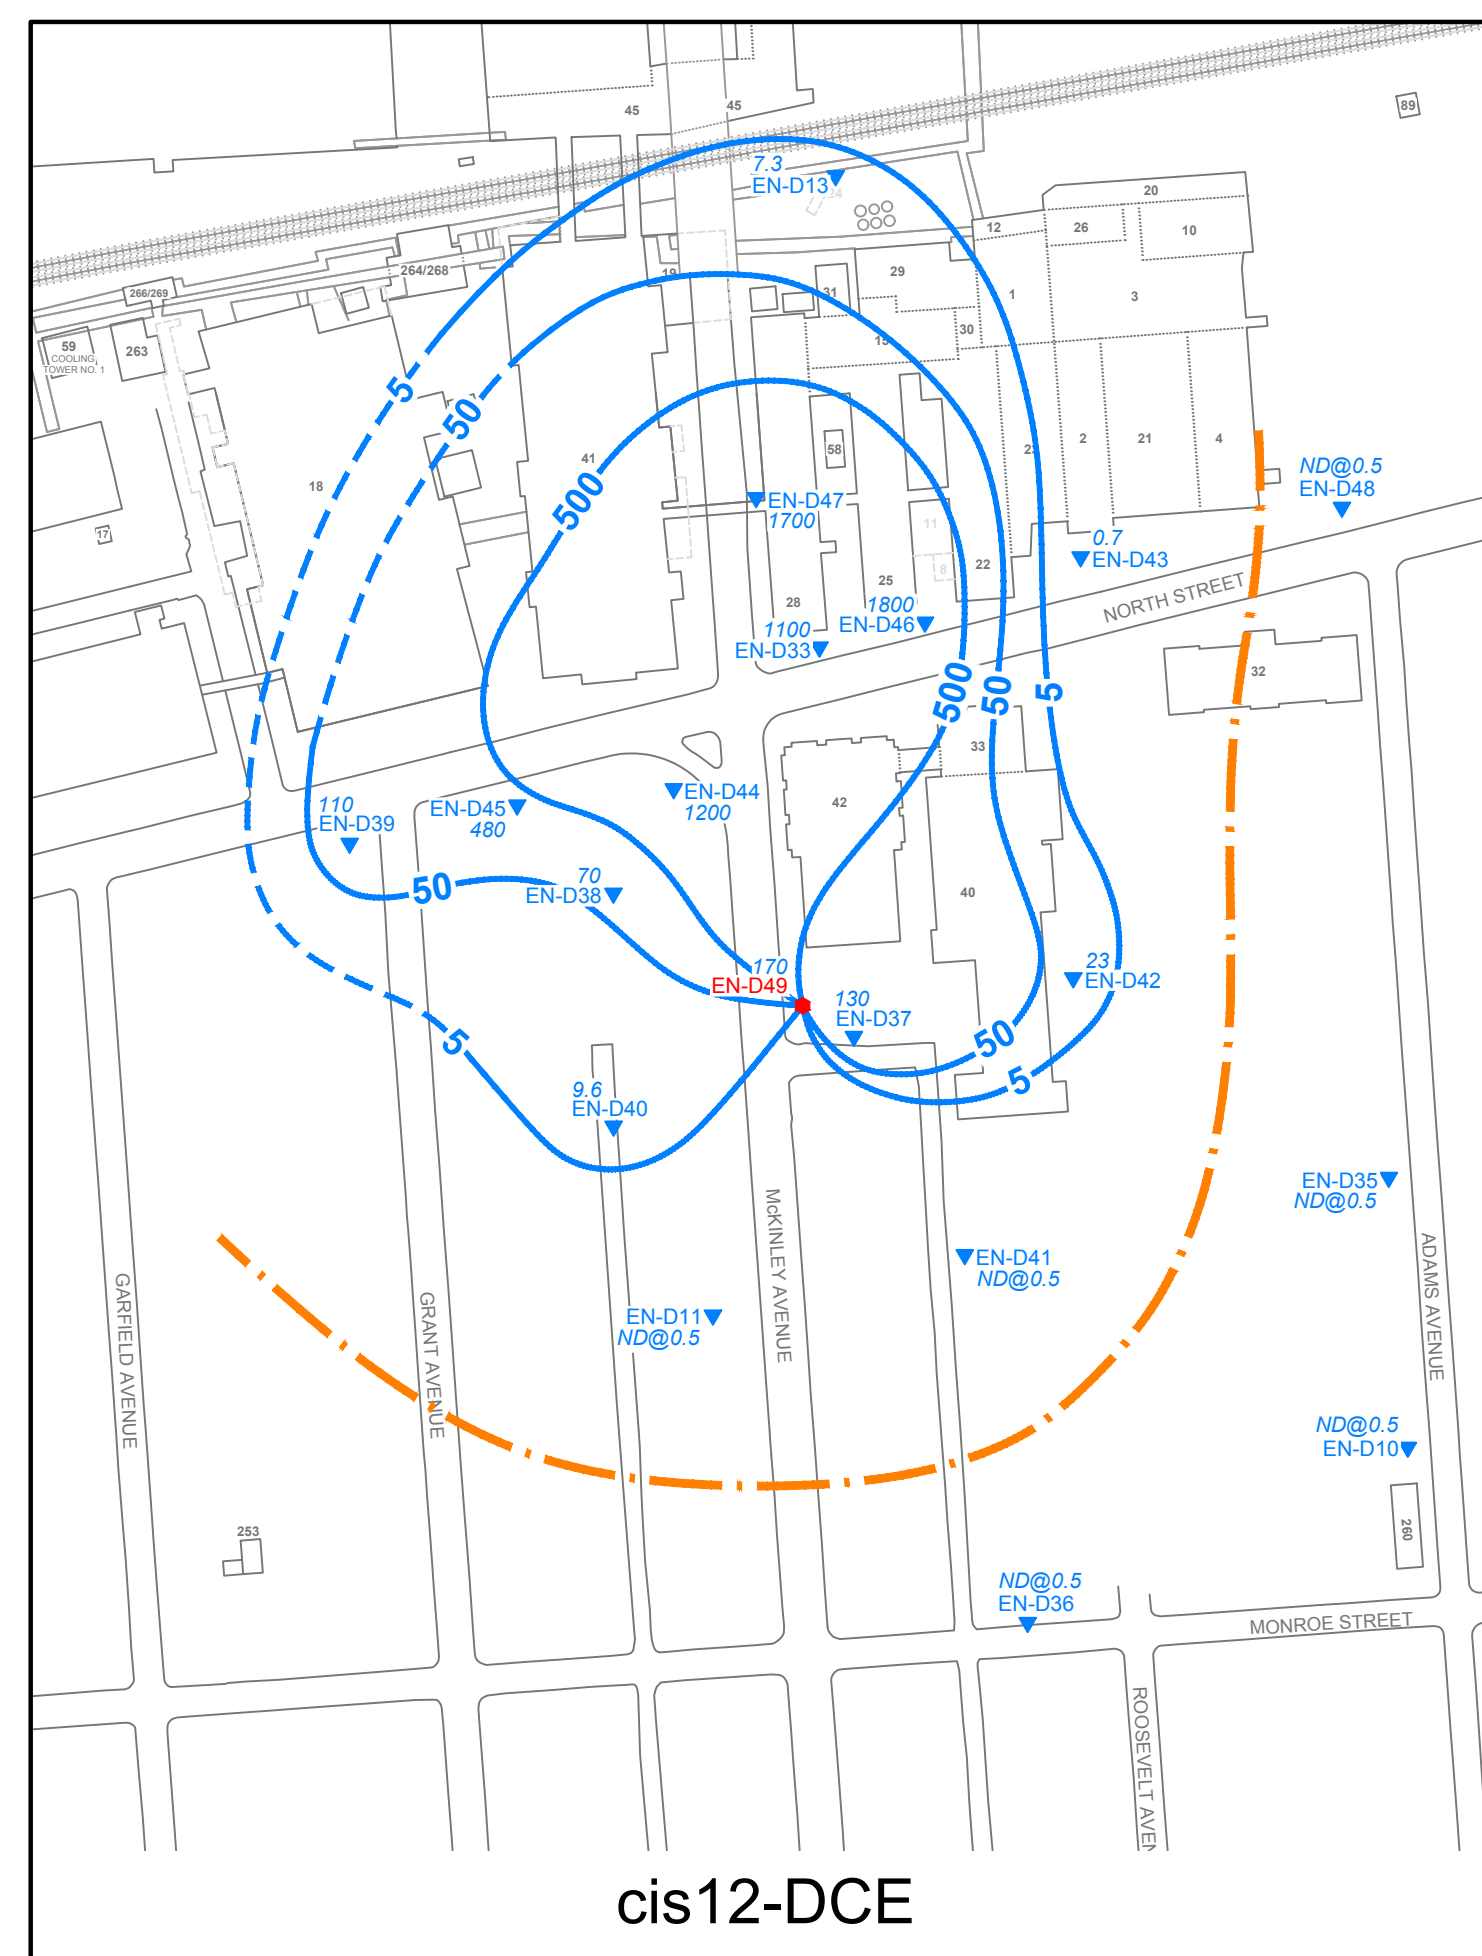 45
45
89
7.3
EN-D13
24
20
12
26
10
264/268
19
29
266/269
31
1
3
59
COOLING
TOWER NO. 1
263
15
30
5
50
41
58
23
2
21
4
18
500
ND@0.5
EN-D48
EN-D47
1700
17
11
0.7
EN-D43
8
22
25
NORTH STREET
28
1800
EN-D46
1100
EN-D33
32
500
50
5
33
EN-D44
1200
42
EN-D45
480
110
EN-D39
70
EN-D38
50
40
170
EN-D49
23
EN-D42
130
EN-D37
5
50
5
9.6
EN-D40
EN-D35
ND@0.5
McKINLEY AVENUE
EN-D41
ND@0.5
ADAMS AVENUE
GARFIELD AVENUE
GRANT AVENUE
EN-D11
ND@0.5
ND@0.5
EN-D10
253
260
ND@0.5
EN-D36
MONROE STREET
ROOSEVELT AVEN
cis12-DCE